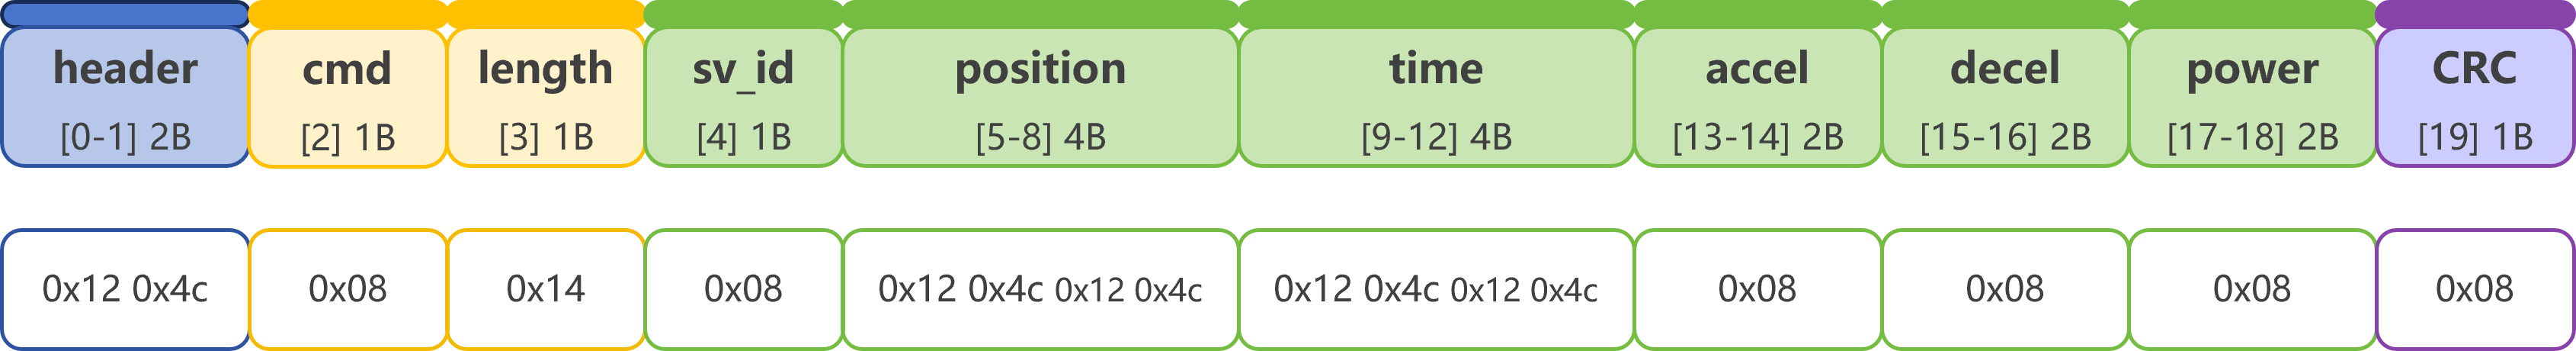 header cmd length sv_id position time accel decel power CRC
[0-1] 2B [2] 1B [3] 1B [4] 1B [5-8] 4B [9-12] 4B [13-14] 2B [15-16] 2B [17-18] 2B [19] 1B
0x12 0x4c 0x08 0x14 0x08 0x12 0x4c 0x12 0x4c 0x12 0x4c 0x12 0x4c 0x08 0x08 0x08 0x08